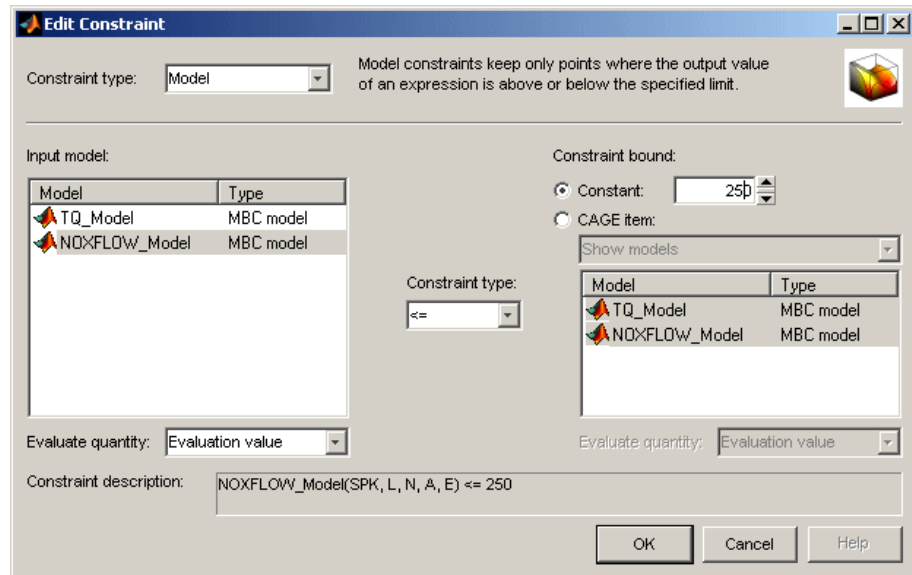 Edit Constraint
Constraint type: Model
Model constraints keep only points where the output value
of an expression is above or below the specified limit.
Input model:
Model Type
TQ_Model MBC model
NOXFLOW_Model MBC model
Evaluate quantity: Evaluation value
Constraint type:
<=
Constraint bound:
Constant: 250
CAGE item:
Show models
Model Type
TQ_Model MBC model
NOXFLOW_Model MBC model
Evaluate quantity: Evaluation value
Constraint description: NOXFLOW_Model(SPK, L, N, A, E) <= 250
OK Cancel Help